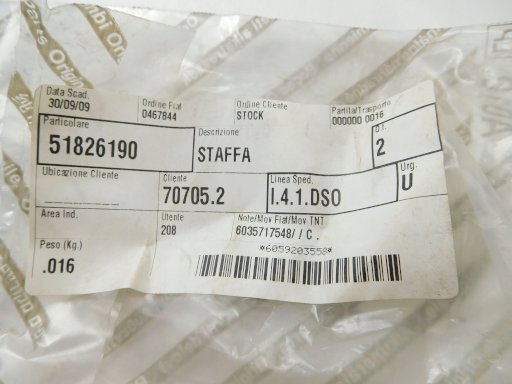 Data Scad.
30/09/09
Ordine Fiat
0467844
Ordine Cliente
STOCK
Partita/Trasporto
000000 0016
Particolare
51826190
Descrizione
STAFFA
D.T.
2
Ubicazione Cliente
Cliente
70705.2
Linea Sped.
I.4.1.DSO
Urg.
U
Area Ind.
Utente
208
Note/Mov Fiat/Mov TNT
6035717548/ / C .
Peso (Kg.)
.016
*6059203558*